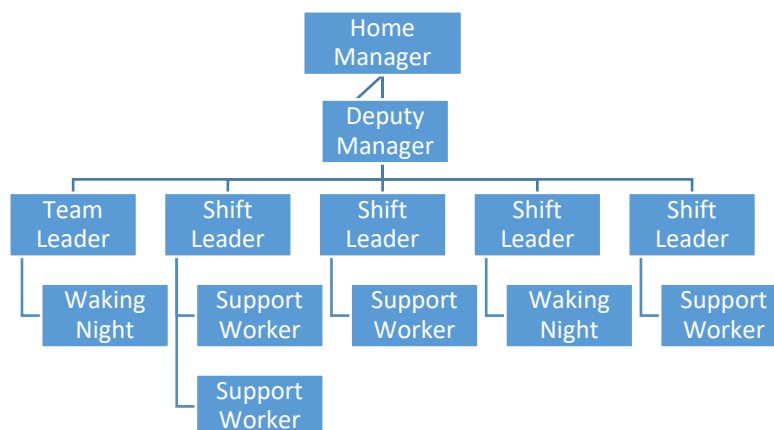 Home
Manager
Deputy
Manager
Team
Leader
Shift
Leader
Shift
Leader
Shift
Leader
Shift
Leader
Waking
Night
Support
Worker
Support
Worker
Waking
Night
Support
Worker
Support
Worker